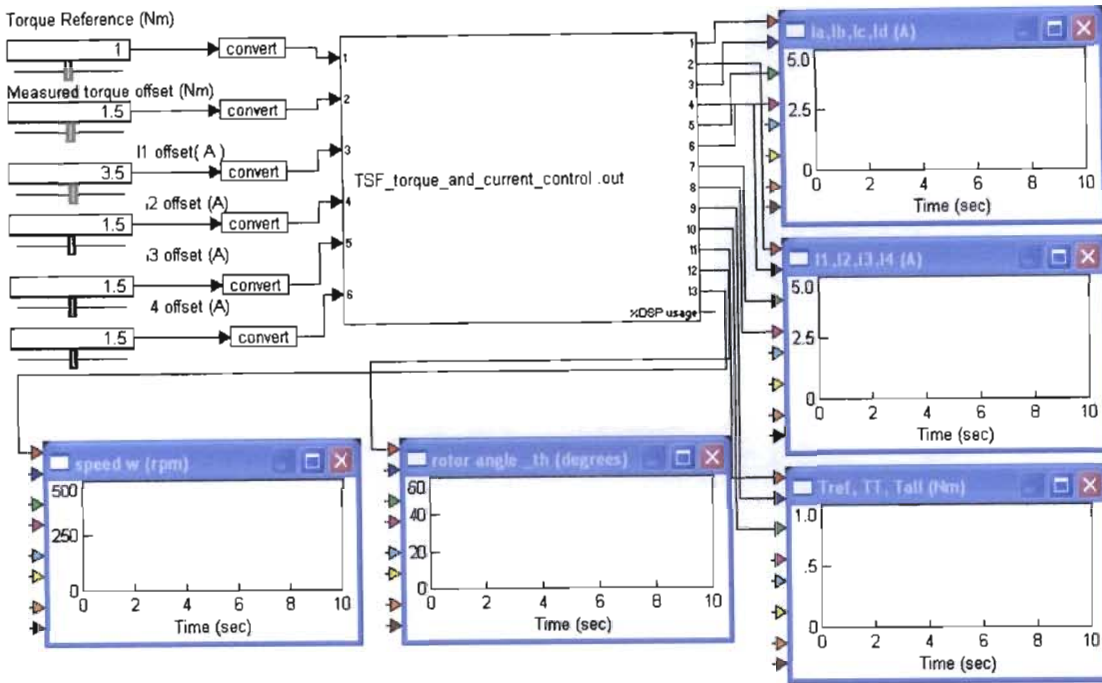 Torque Reference (Nm)
1
convert
Measured torque offset (Nm)
1.5
convert
I1 offset( A )
3.5
convert
i2 offset (A)
1.5
convert
i3 offset (A)
1.5
convert
4 offset (A)
1.5
convert
1
2
3
4
5
6
TSF_torque_and_current_control .out
1
2
3
4
5
6
7
8
9
10
11
12
13
%DSP usage
Ia,Ib,Ic,Id (A)
5.0
2.5
0
0 2 4 6 8 10
Time (sec)
I1,I2,i3,I4 (A)
5.0
2.5
0
0 2 4 6 8 10
Time (sec)
Tref, TT, Tall (Nm)
1.0
.5
0
0 2 4 6 8 10
Time (sec)
speed w (rpm)
500
250
0
0 2 4 6 8 10
Time (sec)
rotor angle _th (degrees)
60
40
20
0
0 2 4 6 8 10
Time (sec)